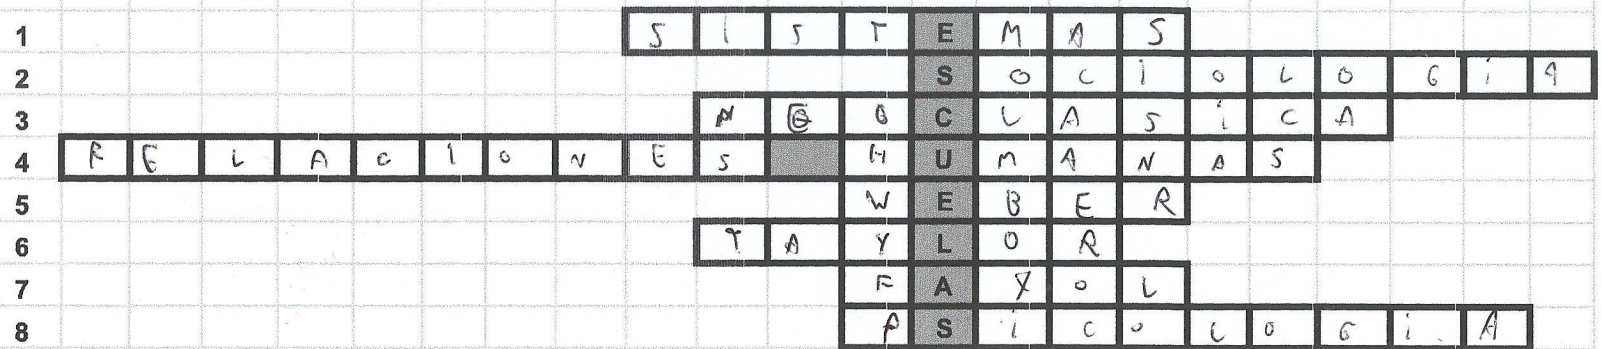 1 SISTEMAS
2 SOCIOLOGIA
3 NEOCLASICA
4 RELACIONES HUMANAS
5 WEBER
6 TAYLOR
7 FAYOL
8 PSICOLOGIA